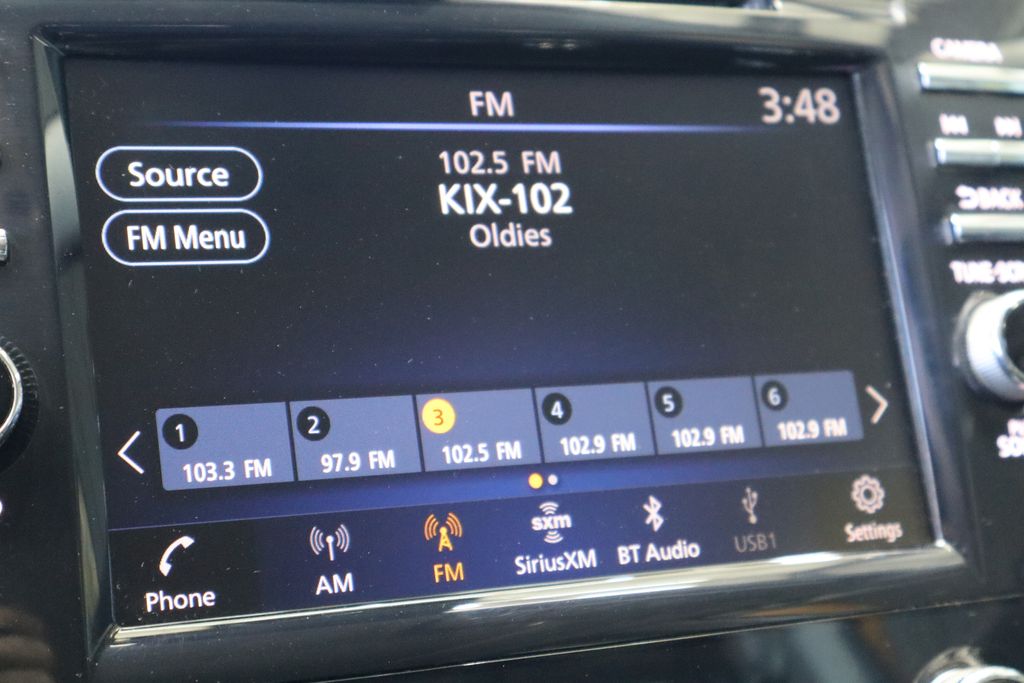 FM
3:48
102.5 FM
KIX-102
Oldies
Source
FM Menu
1
103.3 FM
2
97.9 FM
3
102.5 FM
4
102.9 FM
5
102.9 FM
6
102.9 FM
Phone
AM
FM
sxm
SiriusXM
BT Audio
USB1
Settings
CAMERA
BACK